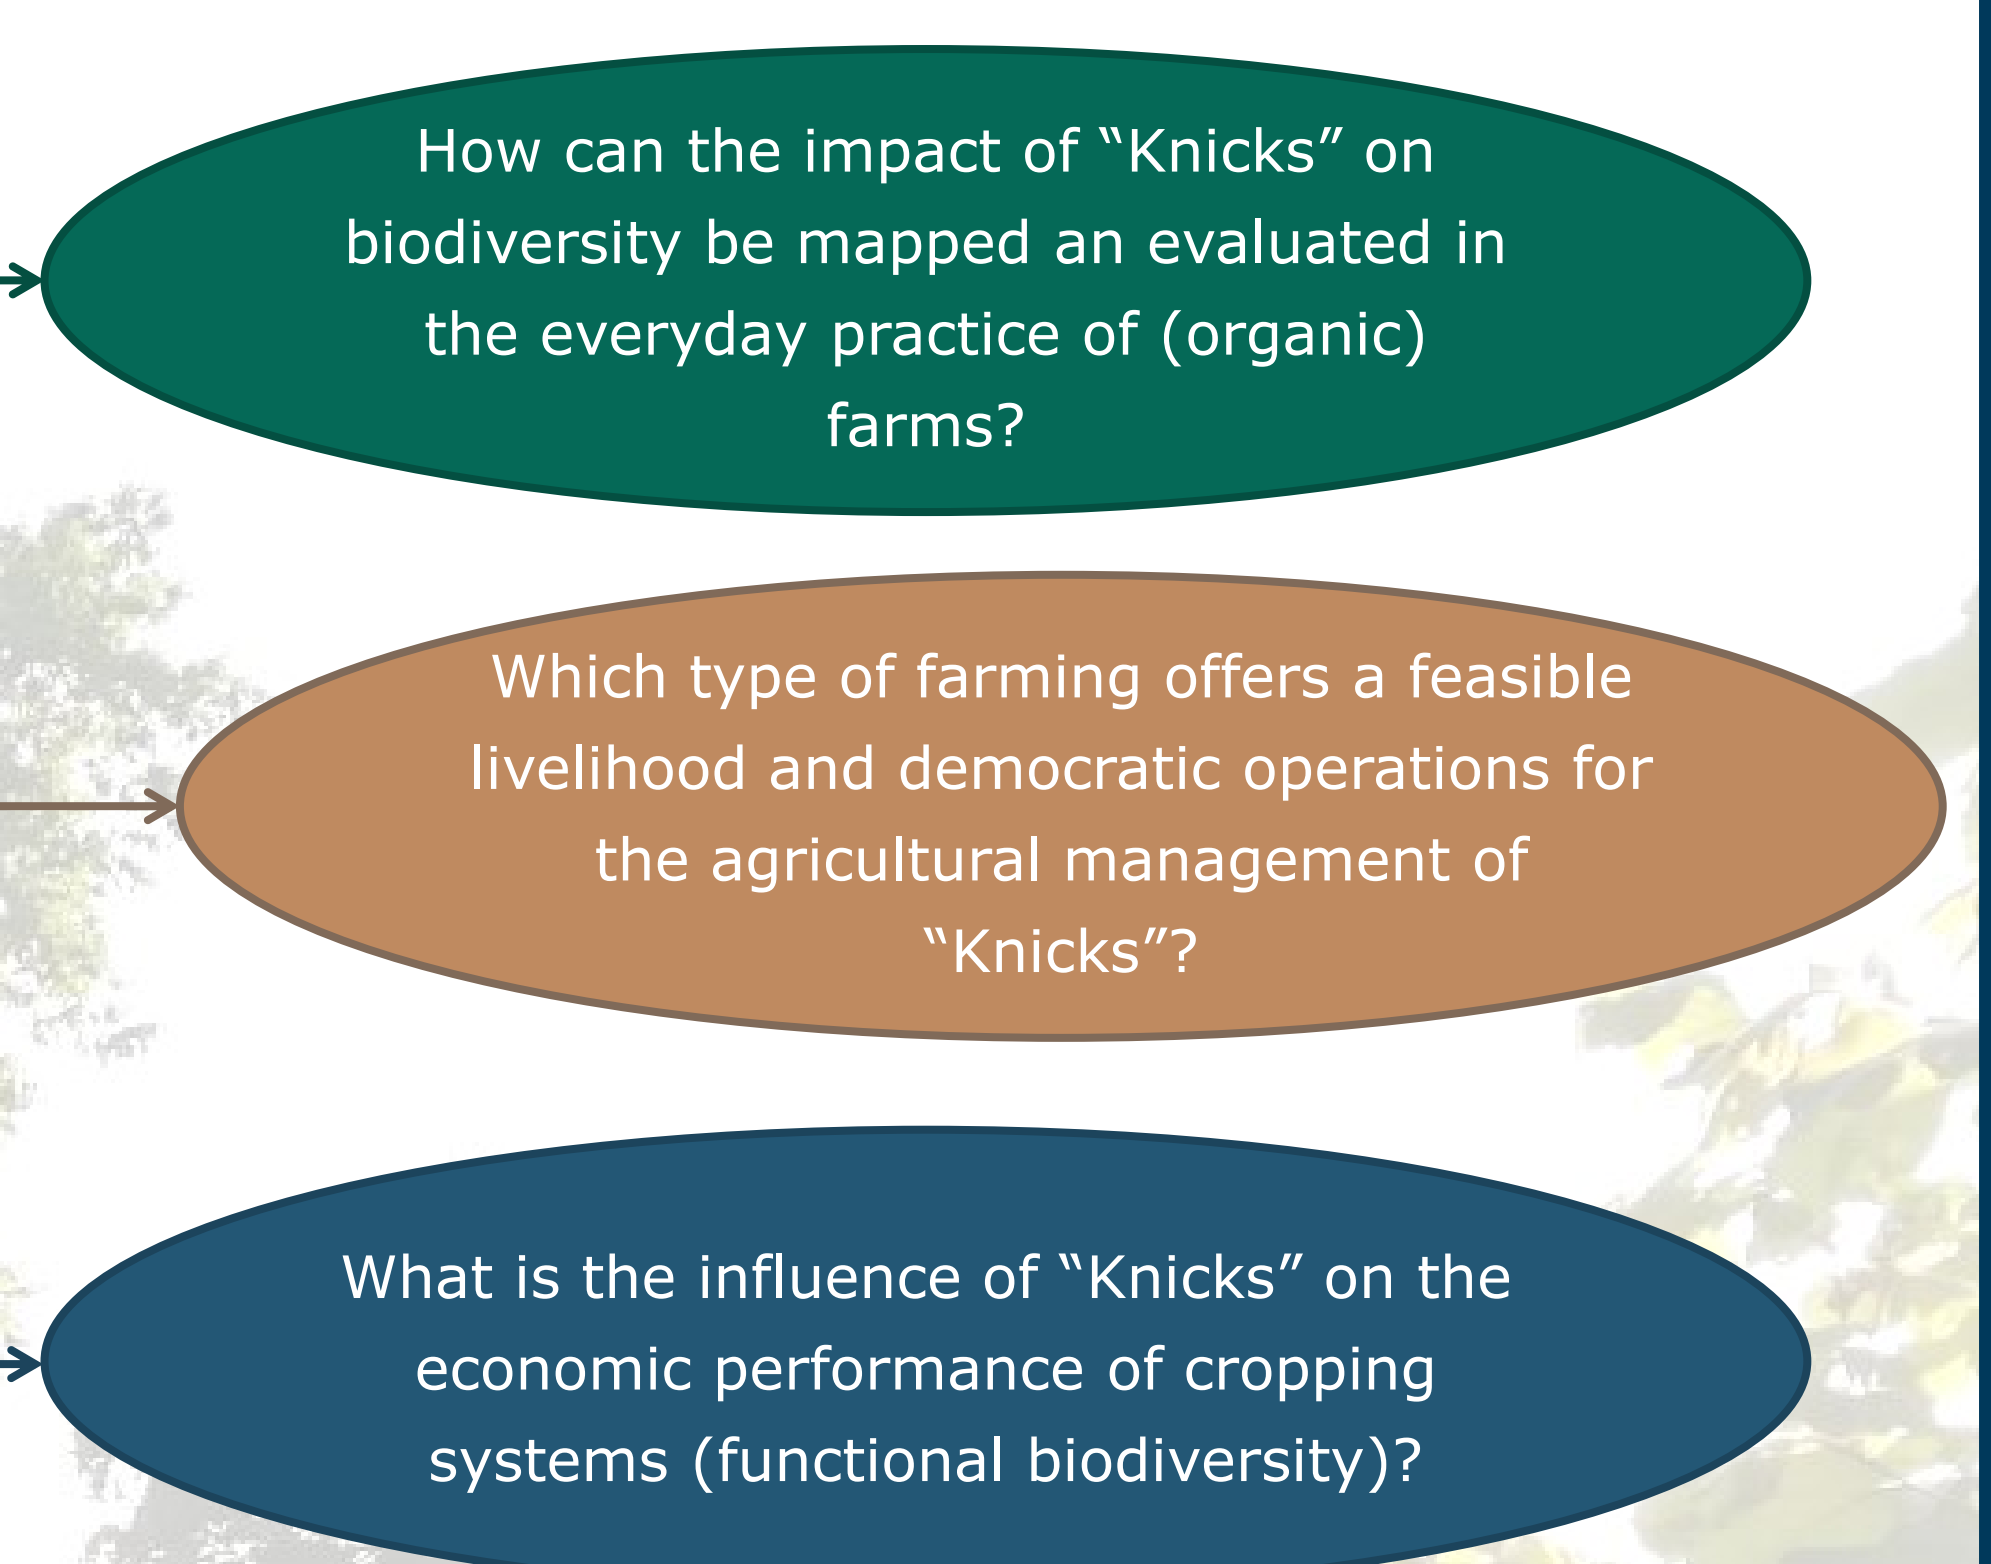 How can the impact of “Knicks” on
biodiversity be mapped an evaluated in
the everyday practice of (organic)
farms?
Which type of farming offers a feasible
livelihood and democratic operations for
the agricultural management of
“Knicks”?
What is the influence of “Knicks” on the
economic performance of cropping
systems (functional biodiversity)?